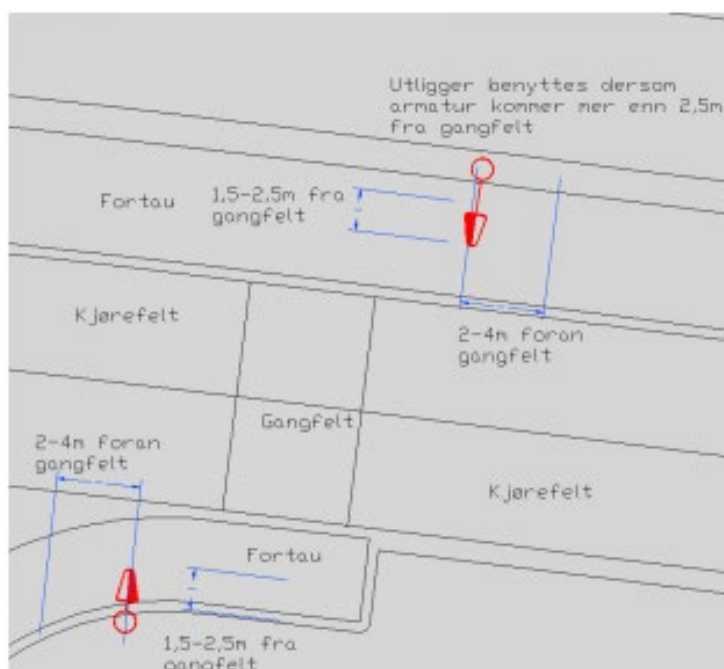 Utligger benyttes dersom
armatur kommer mer enn 2,5m
fra gangfelt
Fortau
1,5-2,5m fra
gangfelt
Kjørefelt
2-4m foran
gangfelt
Gangfelt
2-4m foran
gangfelt
Kjørefelt
Fortau
1,5-2,5m fra
gangfelt